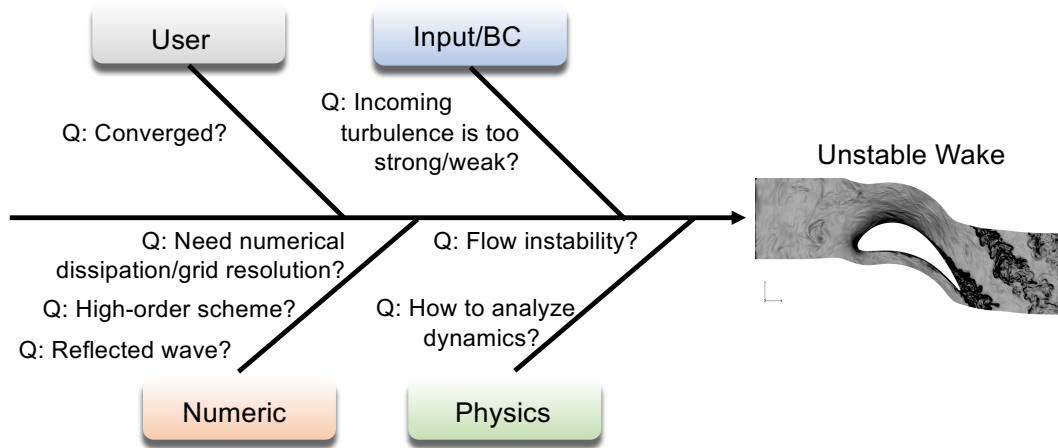 User
Input/BC
Q: Converged?
Q: Incoming
turbulence is too
strong/weak?
Unstable Wake
Q: Need numerical
dissipation/grid resolution?
Q: High-order scheme?
Q: Reflected wave?
Q: Flow instability?
Q: How to analyze
dynamics?
Numeric
Physics